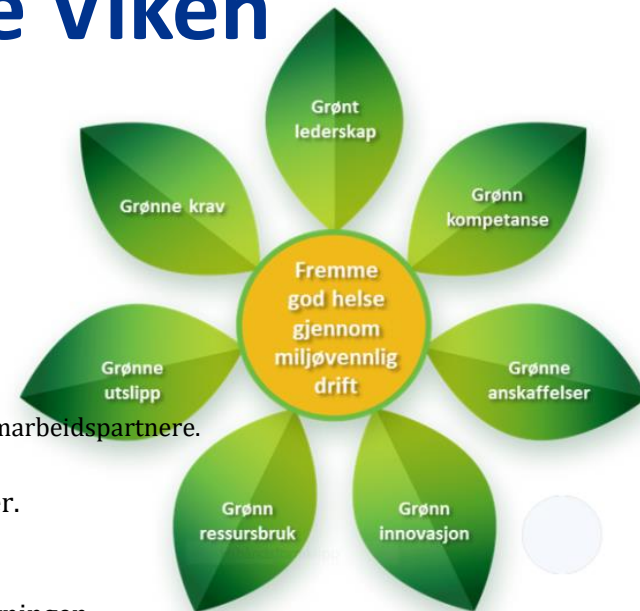 e Viken
Grønt
lederskap
Grønn
kompetanse
Grønne krav
Fremme
god helse
gjennom
miljøvennlig
drift
Grønne
utslipp
Grønne
anskaffelser
marbeidspartnere.
r.
Grønn
ressursbruk
Grønn
innovasjon